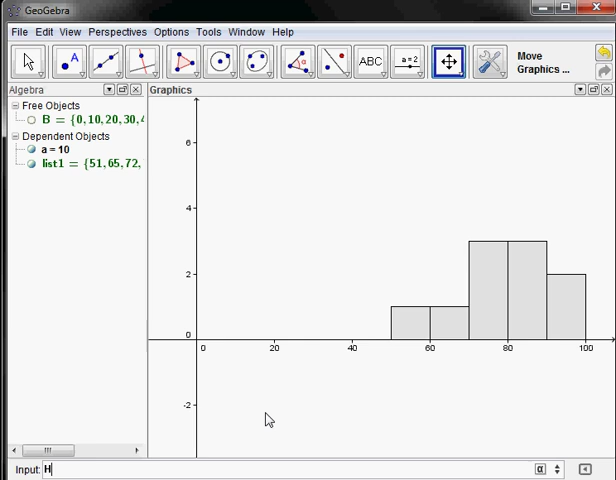 GeoGebra
File Edit View Perspectives Options Tools Window Help
A
α
ABC
a = 2
Move
Graphics ...
Algebra
Graphics
Free Objects
B = {0,10,20,30,4
Dependent Objects
a = 10
list1 = {51,65,72,
6
4
2
0
0 20 40 60 80 100
-2
Input: H
α